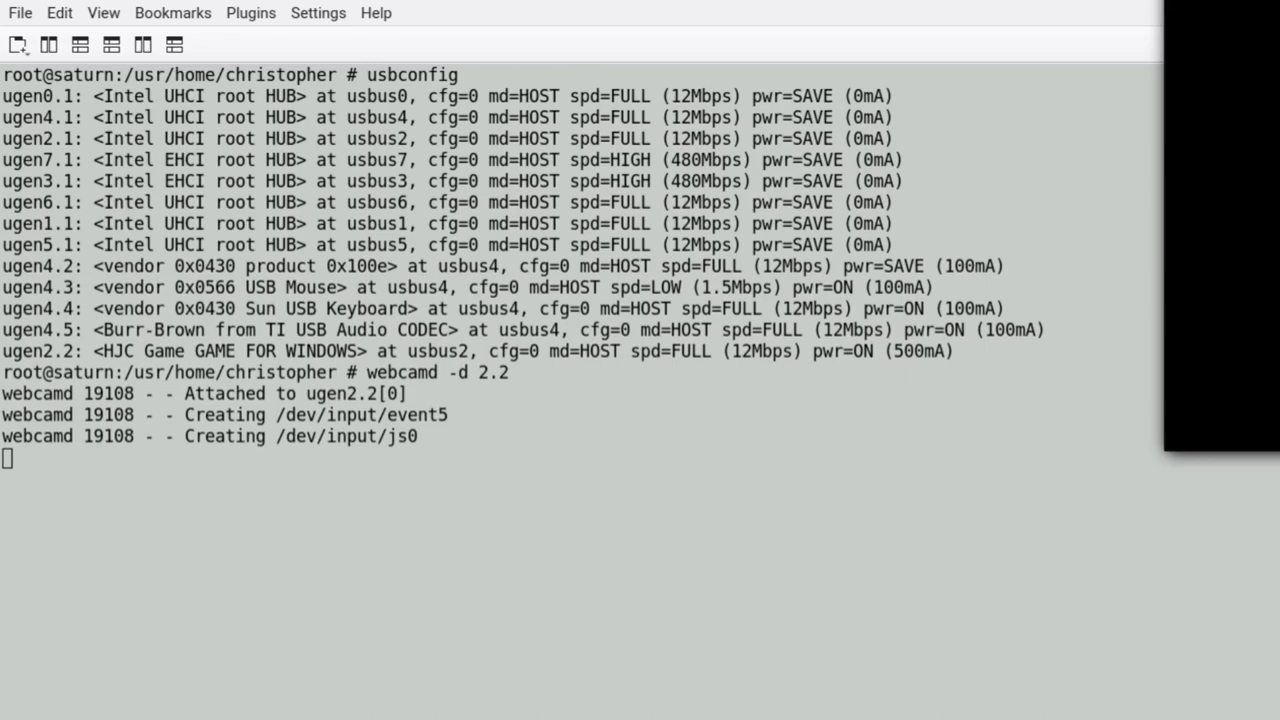 File Edit View Bookmarks Plugins Settings Help
root@saturn:/usr/home/christopher # usbconfig
ugen0.1: <Intel UHCI root HUB> at usbus0, cfg=0 md=HOST spd=FULL (12Mbps) pwr=SAVE (0mA)
ugen4.1: <Intel UHCI root HUB> at usbus4, cfg=0 md=HOST spd=FULL (12Mbps) pwr=SAVE (0mA)
ugen2.1: <Intel UHCI root HUB> at usbus2, cfg=0 md=HOST spd=FULL (12Mbps) pwr=SAVE (0mA)
ugen7.1: <Intel EHCI root HUB> at usbus7, cfg=0 md=HOST spd=HIGH (480Mbps) pwr=SAVE (0mA)
ugen3.1: <Intel EHCI root HUB> at usbus3, cfg=0 md=HOST spd=HIGH (480Mbps) pwr=SAVE (0mA)
ugen6.1: <Intel UHCI root HUB> at usbus6, cfg=0 md=HOST spd=FULL (12Mbps) pwr=SAVE (0mA)
ugen1.1: <Intel UHCI root HUB> at usbus1, cfg=0 md=HOST spd=FULL (12Mbps) pwr=SAVE (0mA)
ugen5.1: <Intel UHCI root HUB> at usbus5, cfg=0 md=HOST spd=FULL (12Mbps) pwr=SAVE (0mA)
ugen4.2: <vendor 0x0430 product 0x100e> at usbus4, cfg=0 md=HOST spd=FULL (12Mbps) pwr=SAVE (100mA)
ugen4.3: <vendor 0x0566 USB Mouse> at usbus4, cfg=0 md=HOST spd=LOW (1.5Mbps) pwr=ON (100mA)
ugen4.4: <vendor 0x0430 Sun USB Keyboard> at usbus4, cfg=0 md=HOST spd=FULL (12Mbps) pwr=ON (100mA)
ugen4.5: <Burr-Brown from TI USB Audio CODEC> at usbus4, cfg=0 md=HOST spd=FULL (12Mbps) pwr=ON (100mA)
ugen2.2: <HJC Game GAME FOR WINDOWS> at usbus2, cfg=0 md=HOST spd=FULL (12Mbps) pwr=ON (500mA)
root@saturn:/usr/home/christopher # webcamd -d 2.2
webcamd 19108 - - Attached to ugen2.2[0]
webcamd 19108 - - Creating /dev/input/event5
webcamd 19108 - - Creating /dev/input/js0